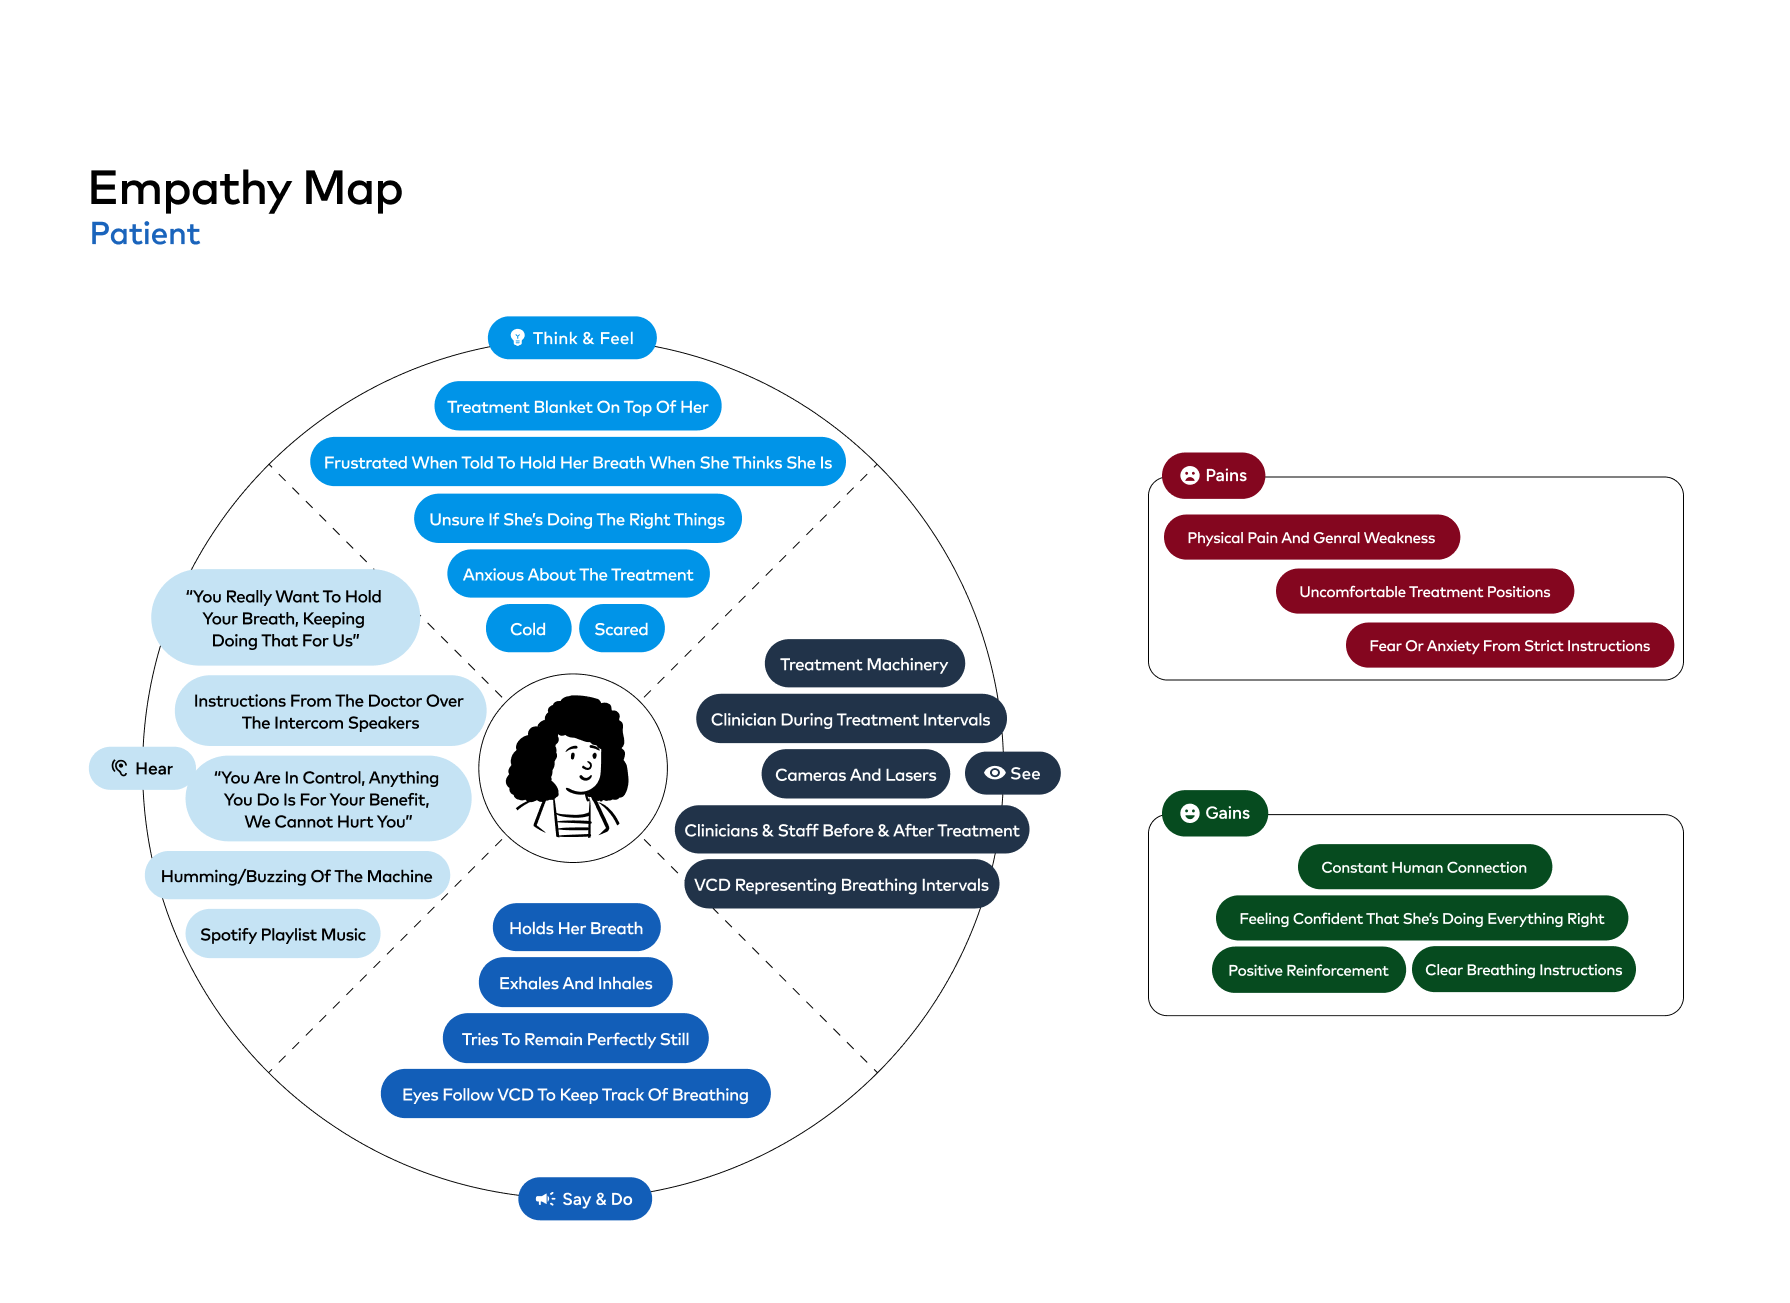 Empathy Map
Patient
Think & Feel
Treatment Blanket On Top Of Her
Frustrated When Told To Hold Her Breath When She Thinks She Is
Unsure If She's Doing The Right Things
Anxious About The Treatment
Cold
Scared
Hear
“You Really Want To Hold
Your Breath, Keeping
Doing That For Us”
Instructions From The Doctor Over
The Intercom Speakers
“You Are In Control, Anything
You Do Is For Your Benefit,
We Cannot Hurt You”
Humming/Buzzing Of The Machine
Spotify Playlist Music
See
Treatment Machinery
Clinician During Treatment Intervals
Cameras And Lasers
Clinicians & Staff Before & After Treatment
VCD Representing Breathing Intervals
Holds Her Breath
Exhales And Inhales
Tries To Remain Perfectly Still
Eyes Follow VCD To Keep Track Of Breathing
Say & Do
Pains
Physical Pain And Genral Weakness
Uncomfortable Treatment Positions
Fear Or Anxiety From Strict Instructions
Gains
Constant Human Connection
Feeling Confident That She's Doing Everything Right
Positive Reinforcement
Clear Breathing Instructions